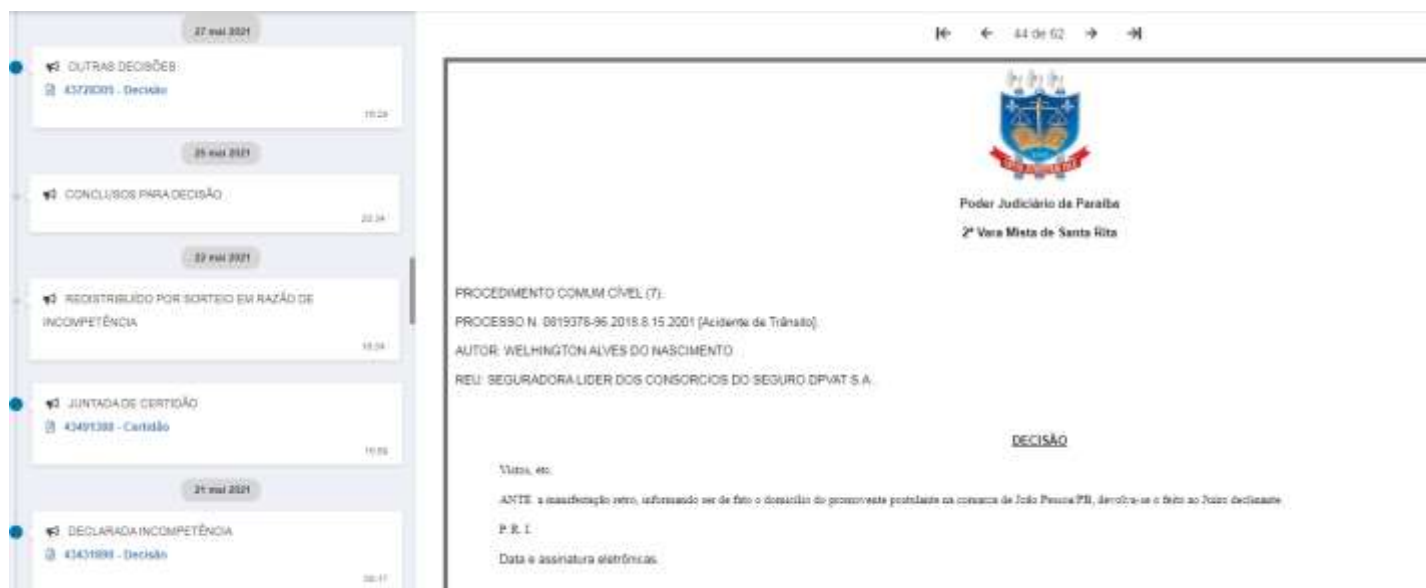 27 mai 2021
OUTRAS DECISÕES
43728305 - Decisão
25 mai 2021
CONCLUSOS PARA DECISÃO
22 mai 2021
REDISTRIBUÍDO POR SORTEIO EM RAZÃO DE
INCOMPETÊNCIA
JUNTADA DE CERTIDÃO
43491388 - Certidão
21 mai 2021
DECLARADA INCOMPETÊNCIA
43431898 - Decisão
44 de 62
Poder Judiciário da Paraíba
2ª Vara Mista de Santa Rita
PROCEDIMENTO COMUM CÍVEL (7)
PROCESSO N. 0819376-96.2018.8.15.2001 [Acidente de Trânsito]
AUTOR: WELHINGTON ALVES DO NASCIMENTO
REU: SEGURADORA LIDER DOS CONSORCIOS DO SEGURO DPVAT S.A.
DECISÃO
Vistos, etc.
ANTE a manifestação retro, informando ser de fato o domicílio do promovente postulante na comarca de João Pessoa/PB, devolva-se o feito ao Juízo declinante.
P. R. I.
Data e assinatura eletrônicas.